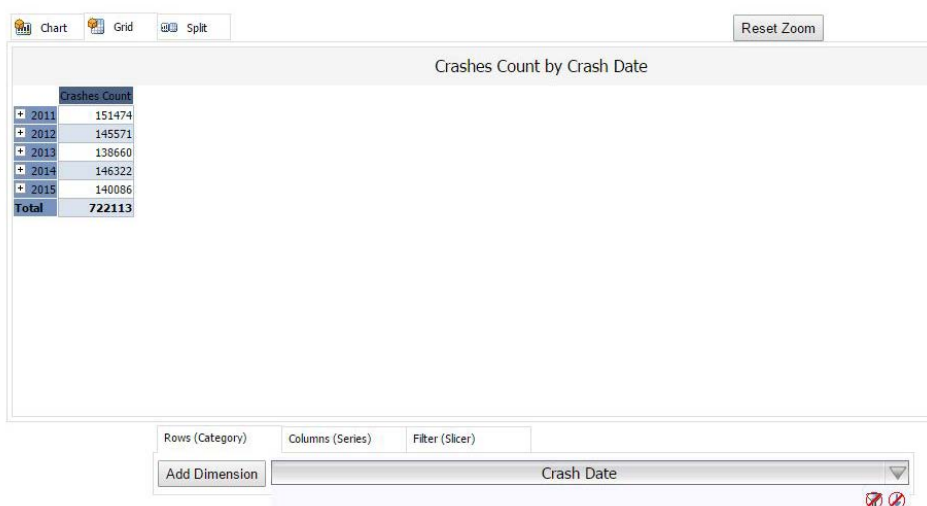 Chart Grid Split Reset Zoom
Crashes Count by Crash Date
Crashes Count
+ 2011 151474
+ 2012 145571
+ 2013 138660
+ 2014 146322
+ 2015 140086
Total 722113
Rows (Category) Columns (Series) Filter (Slicer)
Add Dimension Crash Date